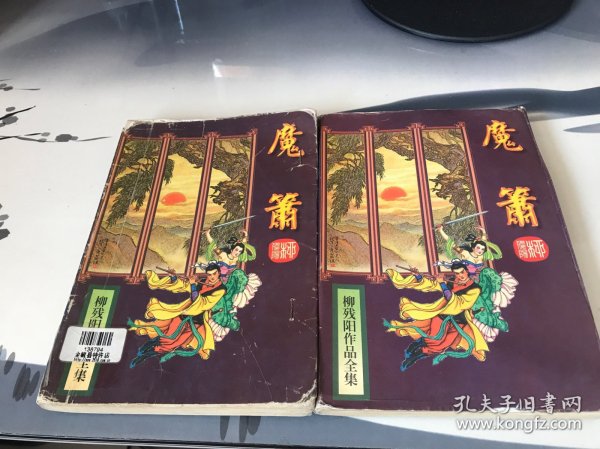 魔
箫
柳残阳
全集
138794
魔
箫
柳残阳作品全集
孔夫子旧书网
www.kongfz.com